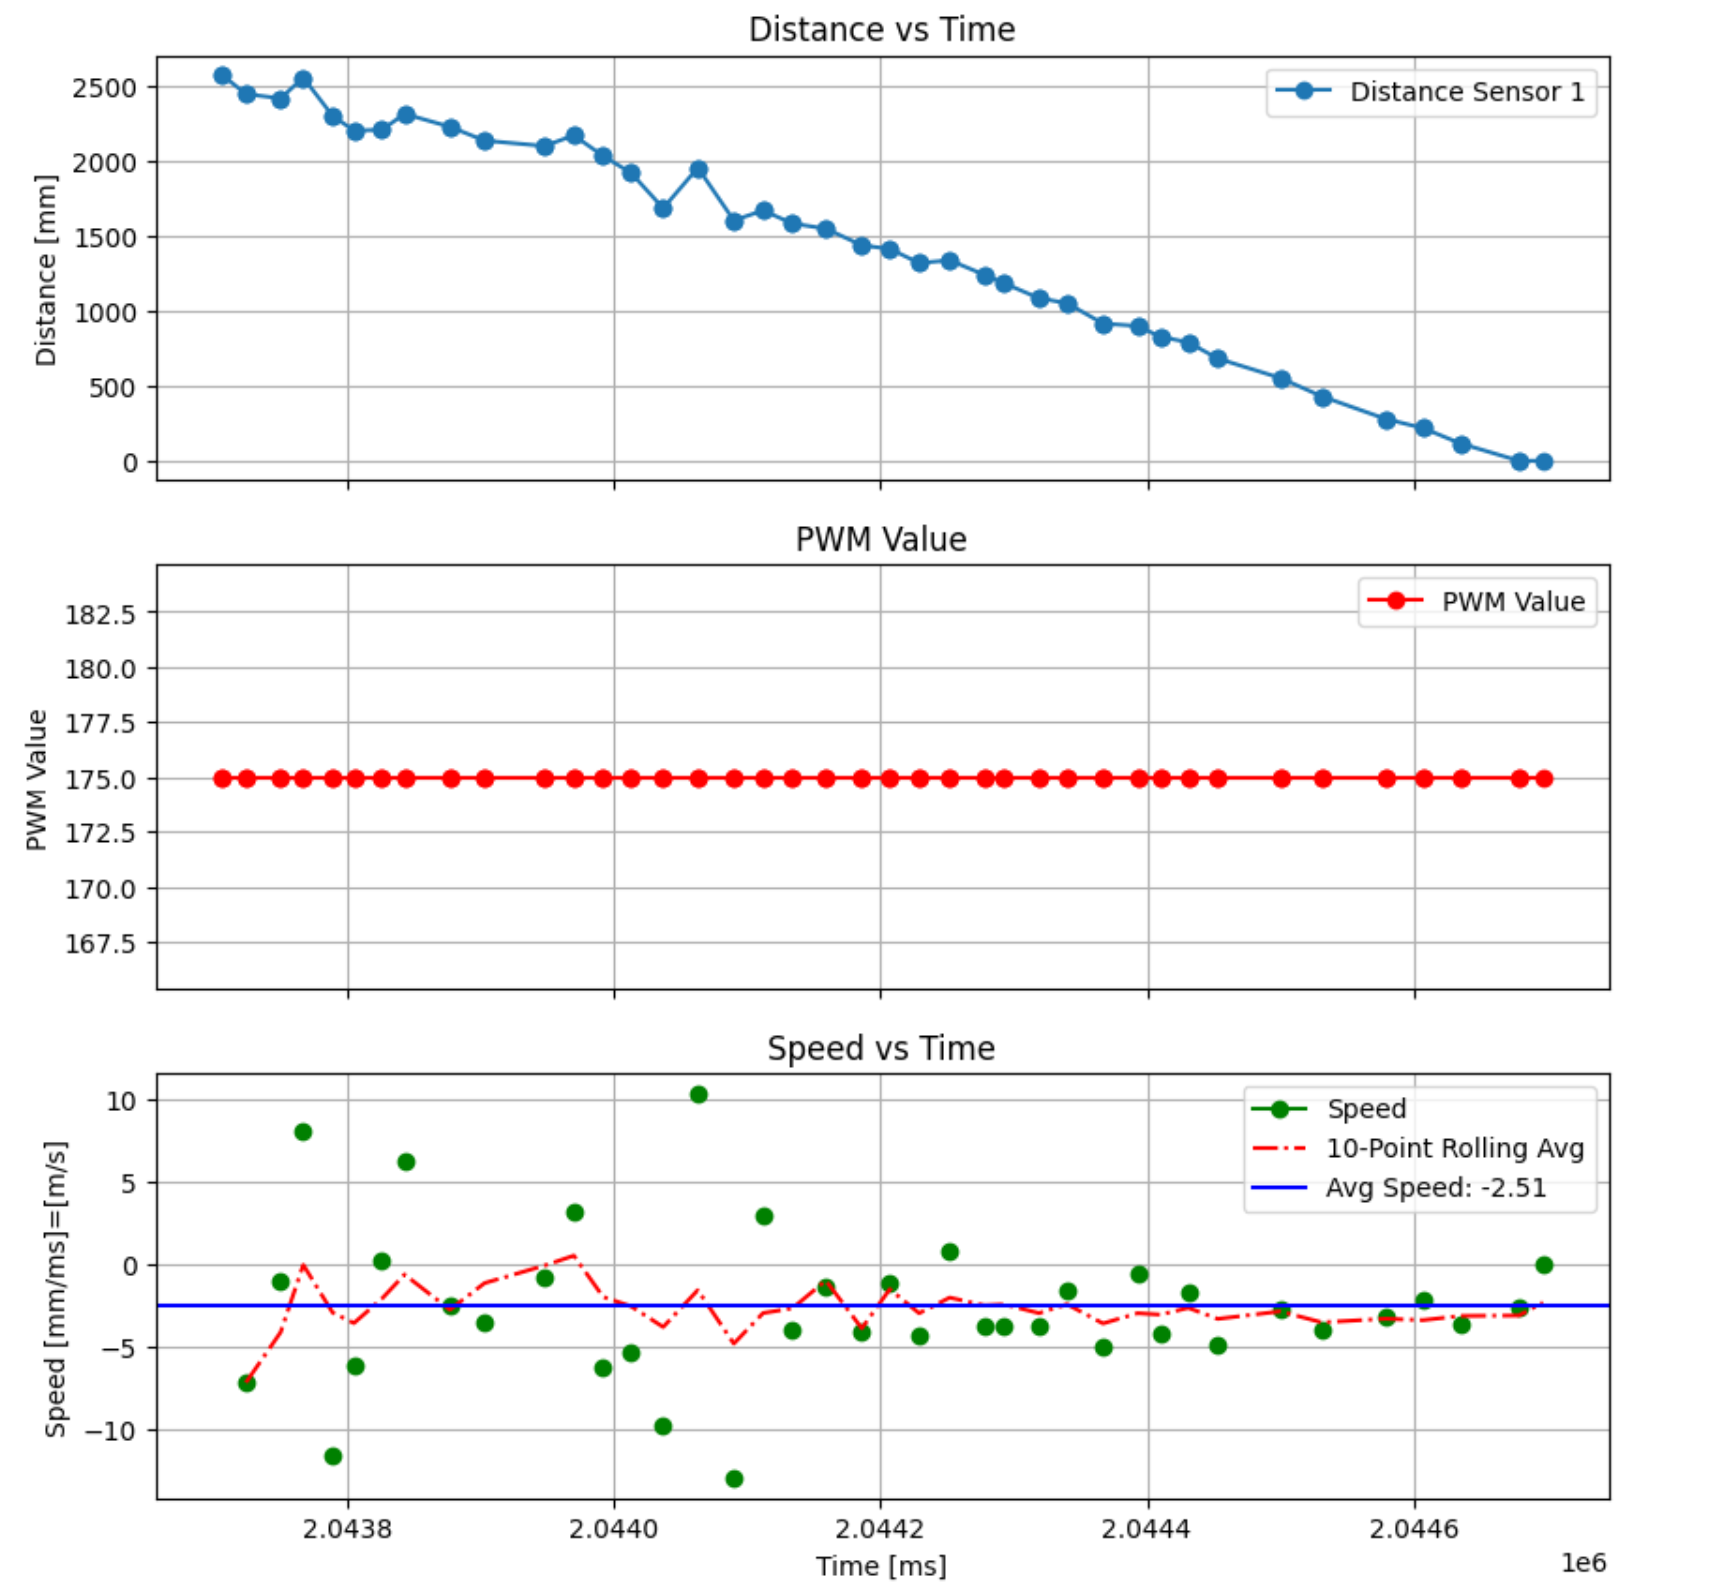 Distance vs Time
Distance Sensor 1
Distance [mm]
2500
2000
1500
1000
500
0
PWM Value
PWM Value
PWM Value
182.5
180.0
177.5
175.0
172.5
170.0
167.5
Speed vs Time
Speed
10-Point Rolling Avg
Avg Speed: -2.51
Speed [mm/ms]=[m/s]
10
5
0
−5
−10
2.0438 2.0440 2.0442 2.0444 2.0446
Time [ms]
1e6